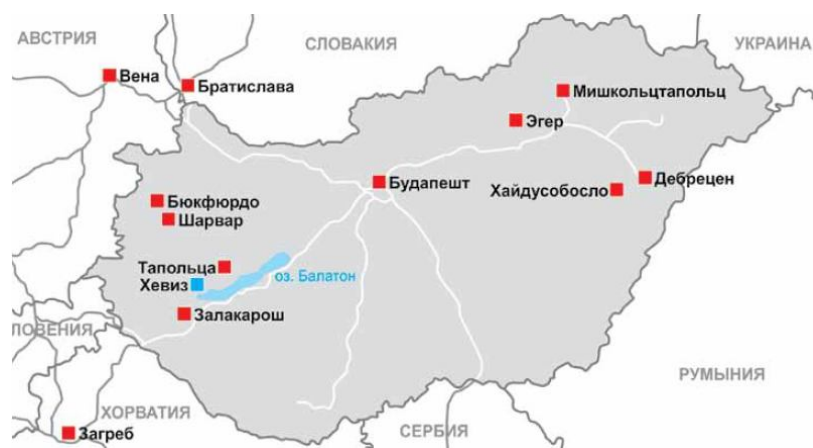 АВСТРИЯ
СЛОВАКИЯ
УКРАИНА
Вена
Братислава
Мишкольцтапольц
Эгер
Будапешт
Дебрецен
Хайдусобосло
Бюкфюрдо
Шарвар
Тапольца
Хевиз
оз. Балатон
Залакарош
ЛОВЕНИЯ
РУМЫНИЯ
ХОРВАТИЯ
СЕРБИЯ
Загреб